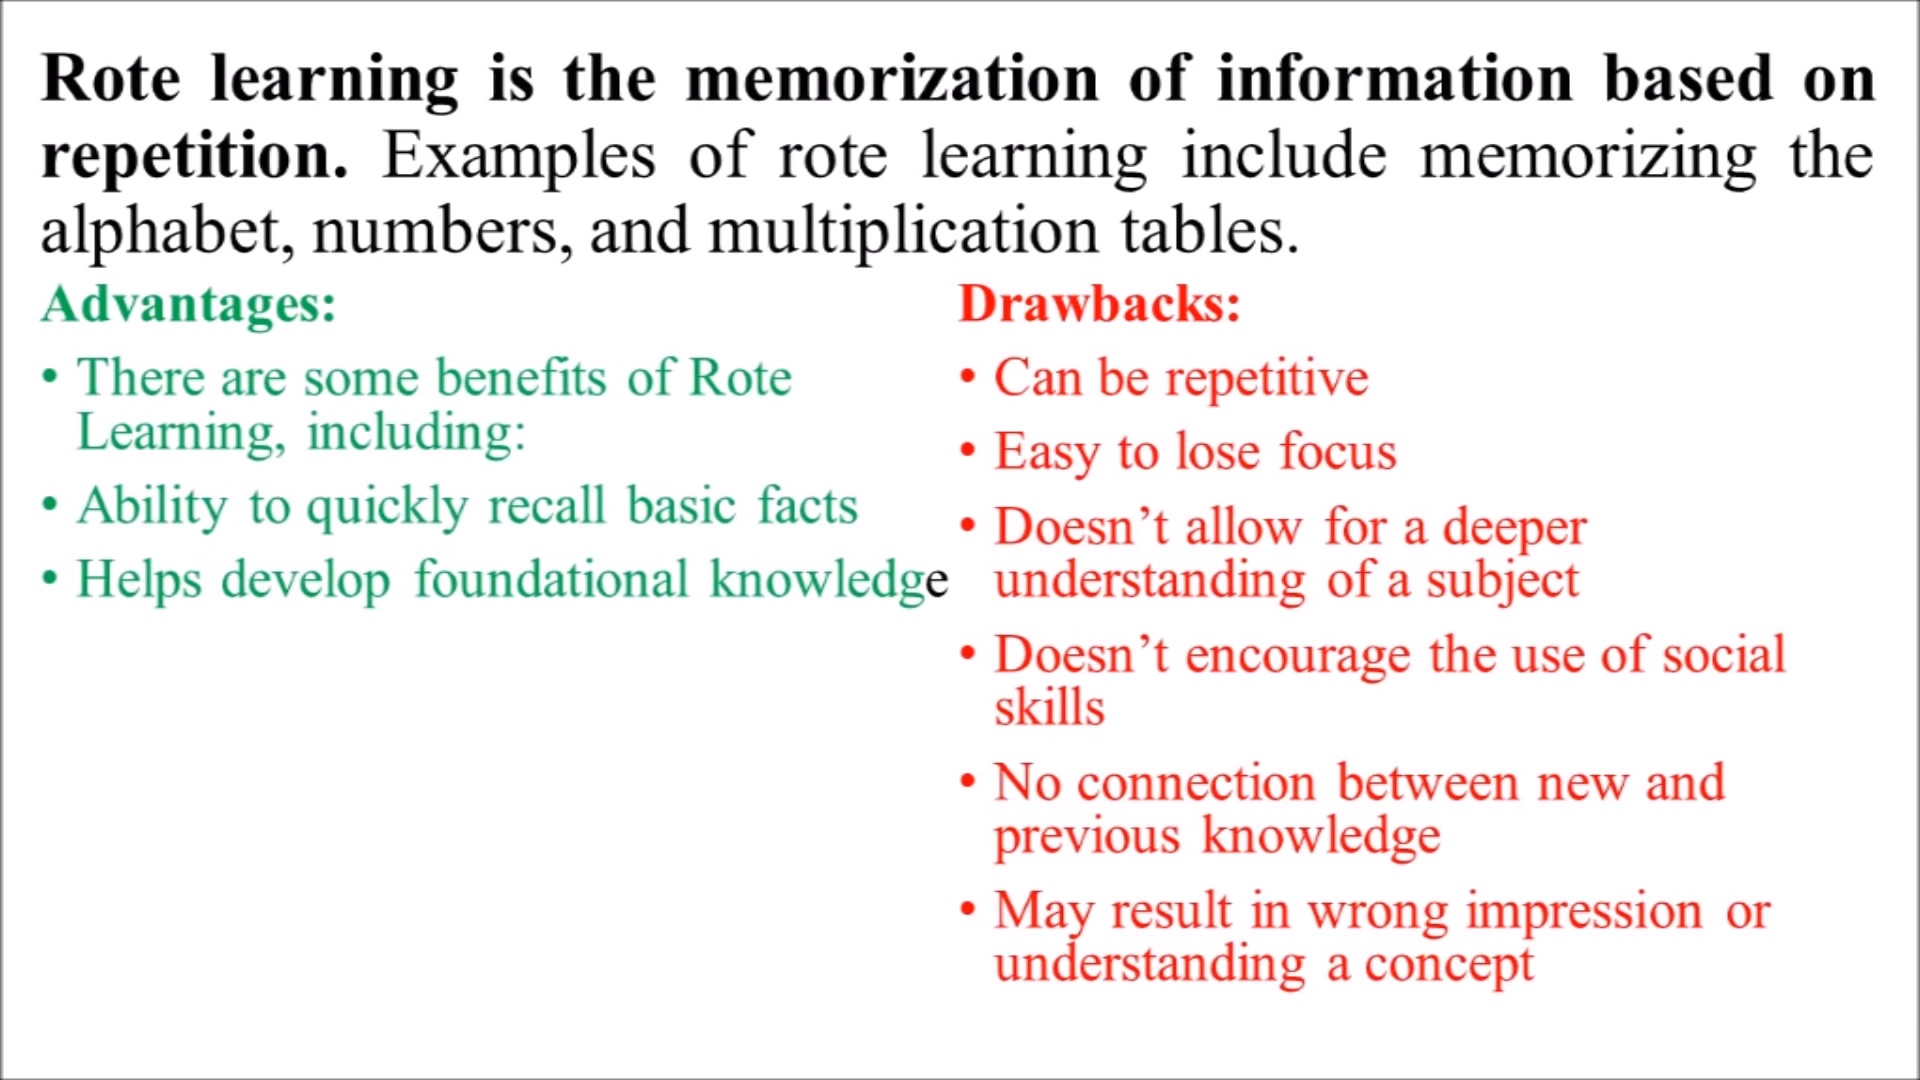 Rote learning is the memorization of information based on
repetition. Examples of rote learning include memorizing the
alphabet, numbers, and multiplication tables.
Advantages:
• There are some benefits of Rote
Learning, including:
• Ability to quickly recall basic facts
• Helps develop foundational knowledge
Drawbacks:
• Can be repetitive
• Easy to lose focus
• Doesn’t allow for a deeper
understanding of a subject
• Doesn’t encourage the use of social
skills
• No connection between new and
previous knowledge
• May result in wrong impression or
understanding a concept